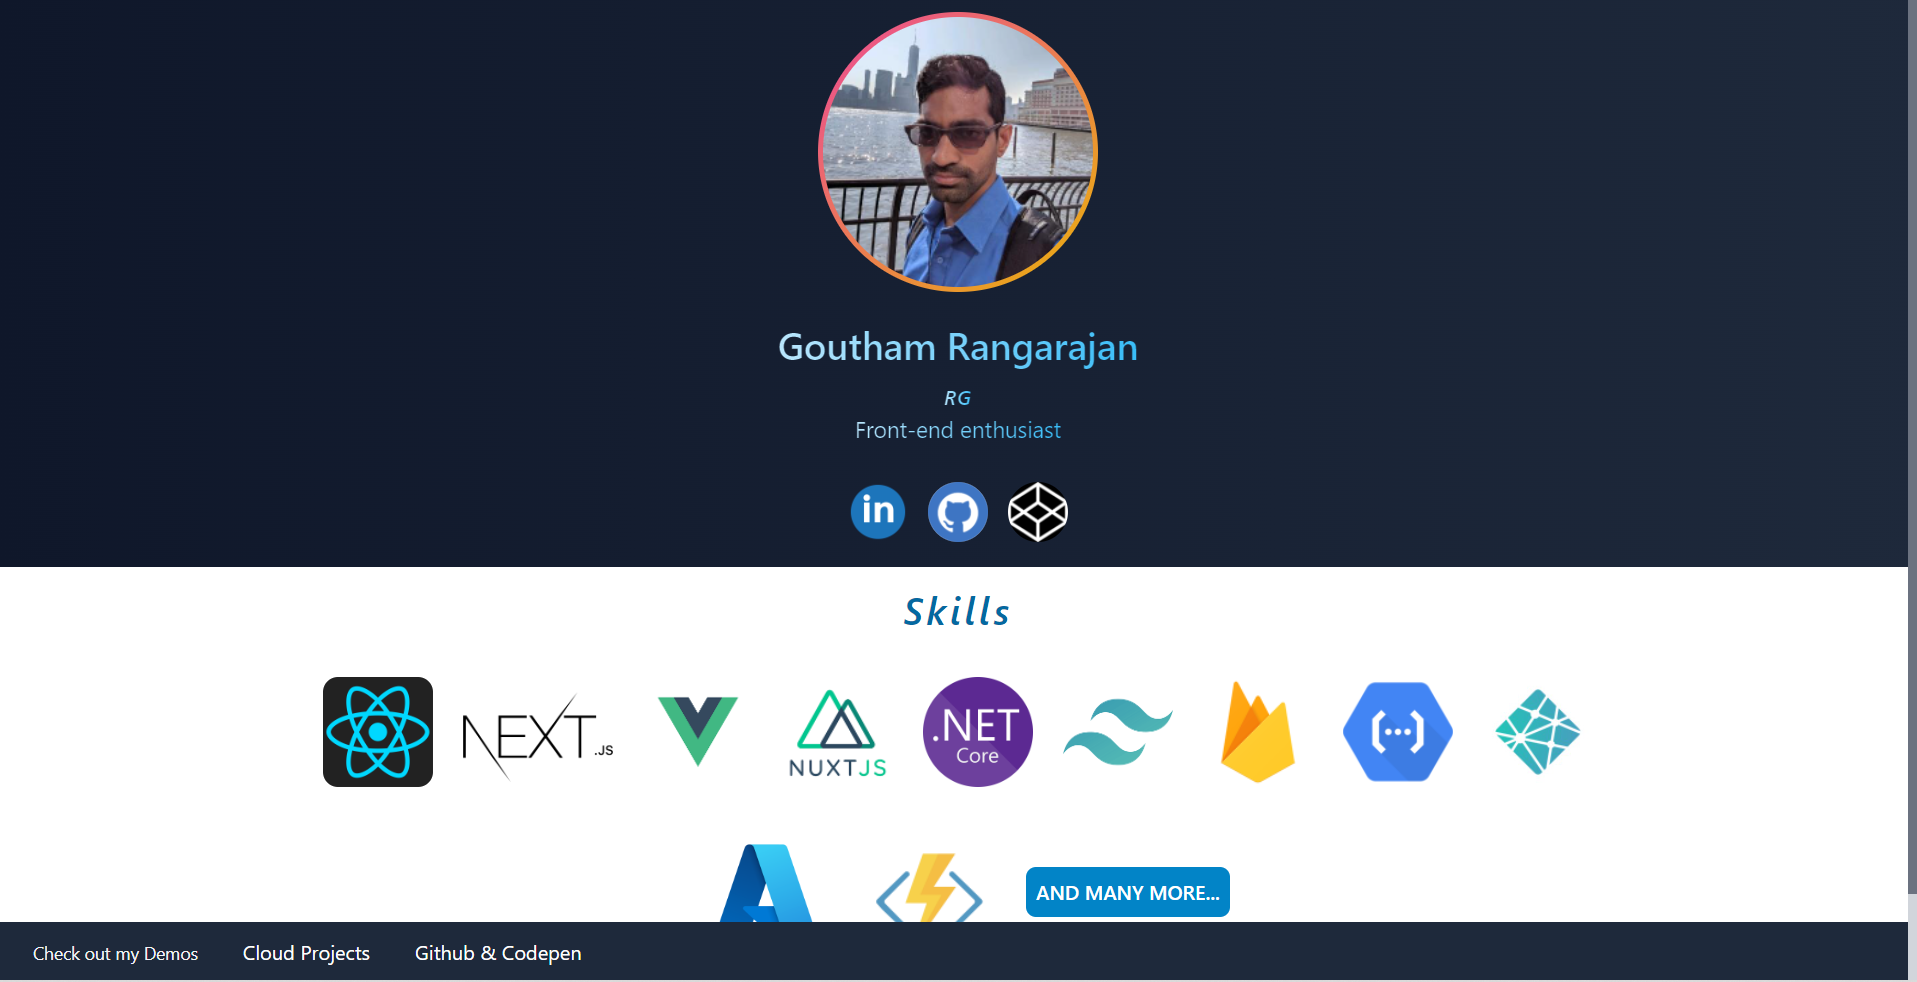 Goutham Rangarajan
RG
Front-end enthusiast
in
Skills
NEXT.JS
NUXTJS
.NET
Core
AND MANY MORE...
Check out my Demos
Cloud Projects
Github & Codepen